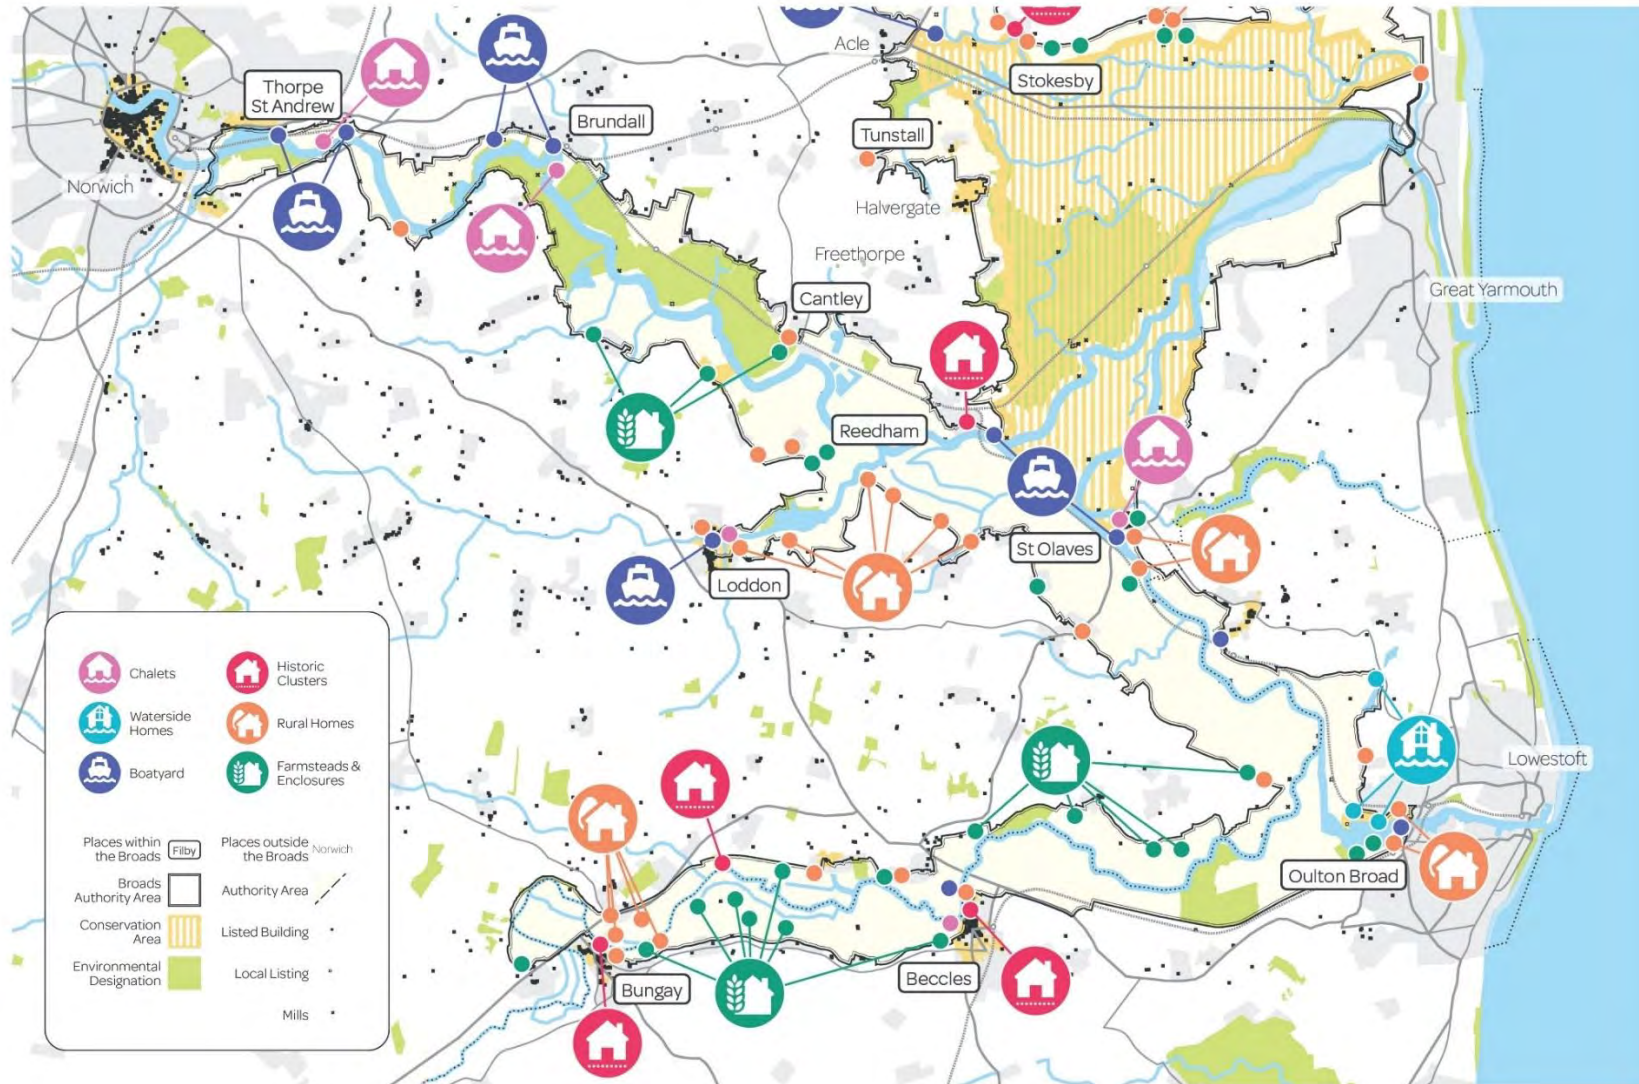 Acle
Stokesby
Thorpe
St Andrew
Brundall
Tunstall
Norwich
Halvergate
Freethorpe
Cantley
Great Yarmouth
Reedham
St Olaves
Loddon
Lowestoft
Oulton Broad
Beccles
Bungay
Chalets
Historic
Clusters
Waterside
Homes
Rural Homes
Boatyard
Farmsteads &
Enclosures
Places within
the Broads
Filby
Places outside
the Broads
Norwich
Broads
Authority Area
Authority Area
Conservation
Area
Listed Building
Environmental
Designation
Local Listing
Mills